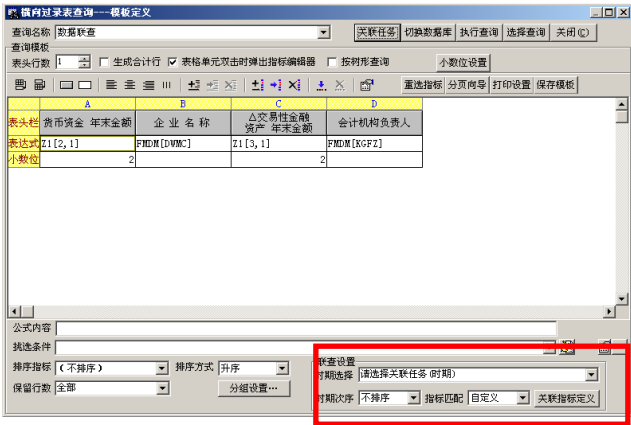 横向过录表查询---模板定义
查询名称 数据联查 关联任务 切换数据库 执行查询 选择查询 关闭(C)
查询模板
表头行数 1 生成合计行 表格单元双击时弹出指标编辑器 按树形查询 小数位设置
重选指标 分页向导 打印设置 保存模板
A B C D
表头栏 货币资金 年末金额 企 业 名 称 △交易性金融资产 年末金额 会计机构负责人
表达式 Z1[2,1] FMDM[DWMC] Z1[3,1] FMDM[KGFZ]
小数位 2 2
公式内容
挑选条件
排序指标 (不排序) 排序方式 升序
保留行数 全部 分组设置…
联查设置
时期选择 请选择关联任务(时期)
时期次序 不排序 指标匹配 自定义 关联指标定义